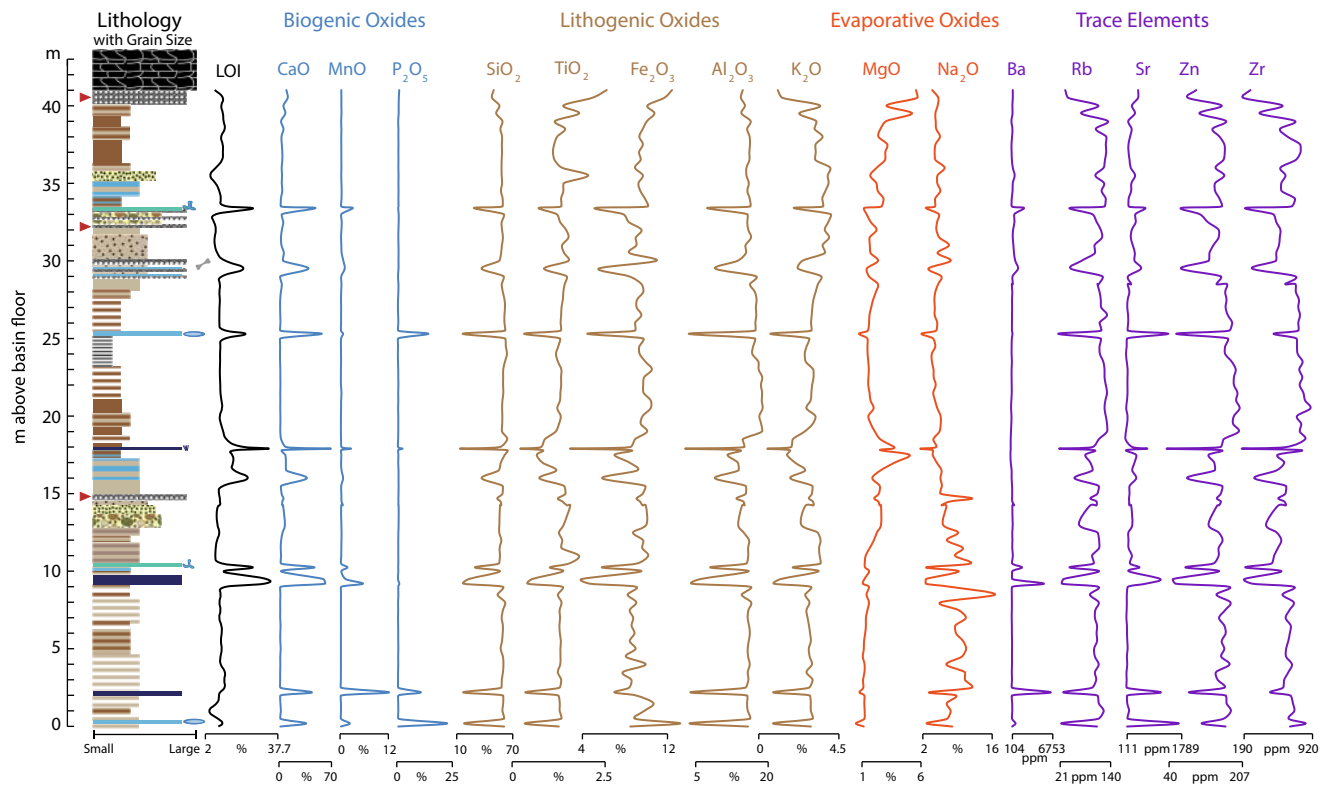 Lithology
with Grain Size
Biogenic Oxides
Lithogenic Oxides
Evaporative Oxides
Trace Elements
m
LOI
CaO
MnO
P2O5
SiO2
TiO2
Fe2O3
Al2O3
K2O
MgO
Na2O
Ba
Rb
Sr
Zn
Zr
m above basin floor
40
35
30
25
20
15
10
5
0
w
Small
Large
2 % 37.7
0 % 12
10 % 70
4 % 12
0 % 4.5
2 % 16
104 6753
ppm
111 ppm 1789
190 ppm 920
0 % 70
0 % 25
0 % 2.5
5 % 20
1 % 6
21 ppm 140
40 ppm 207